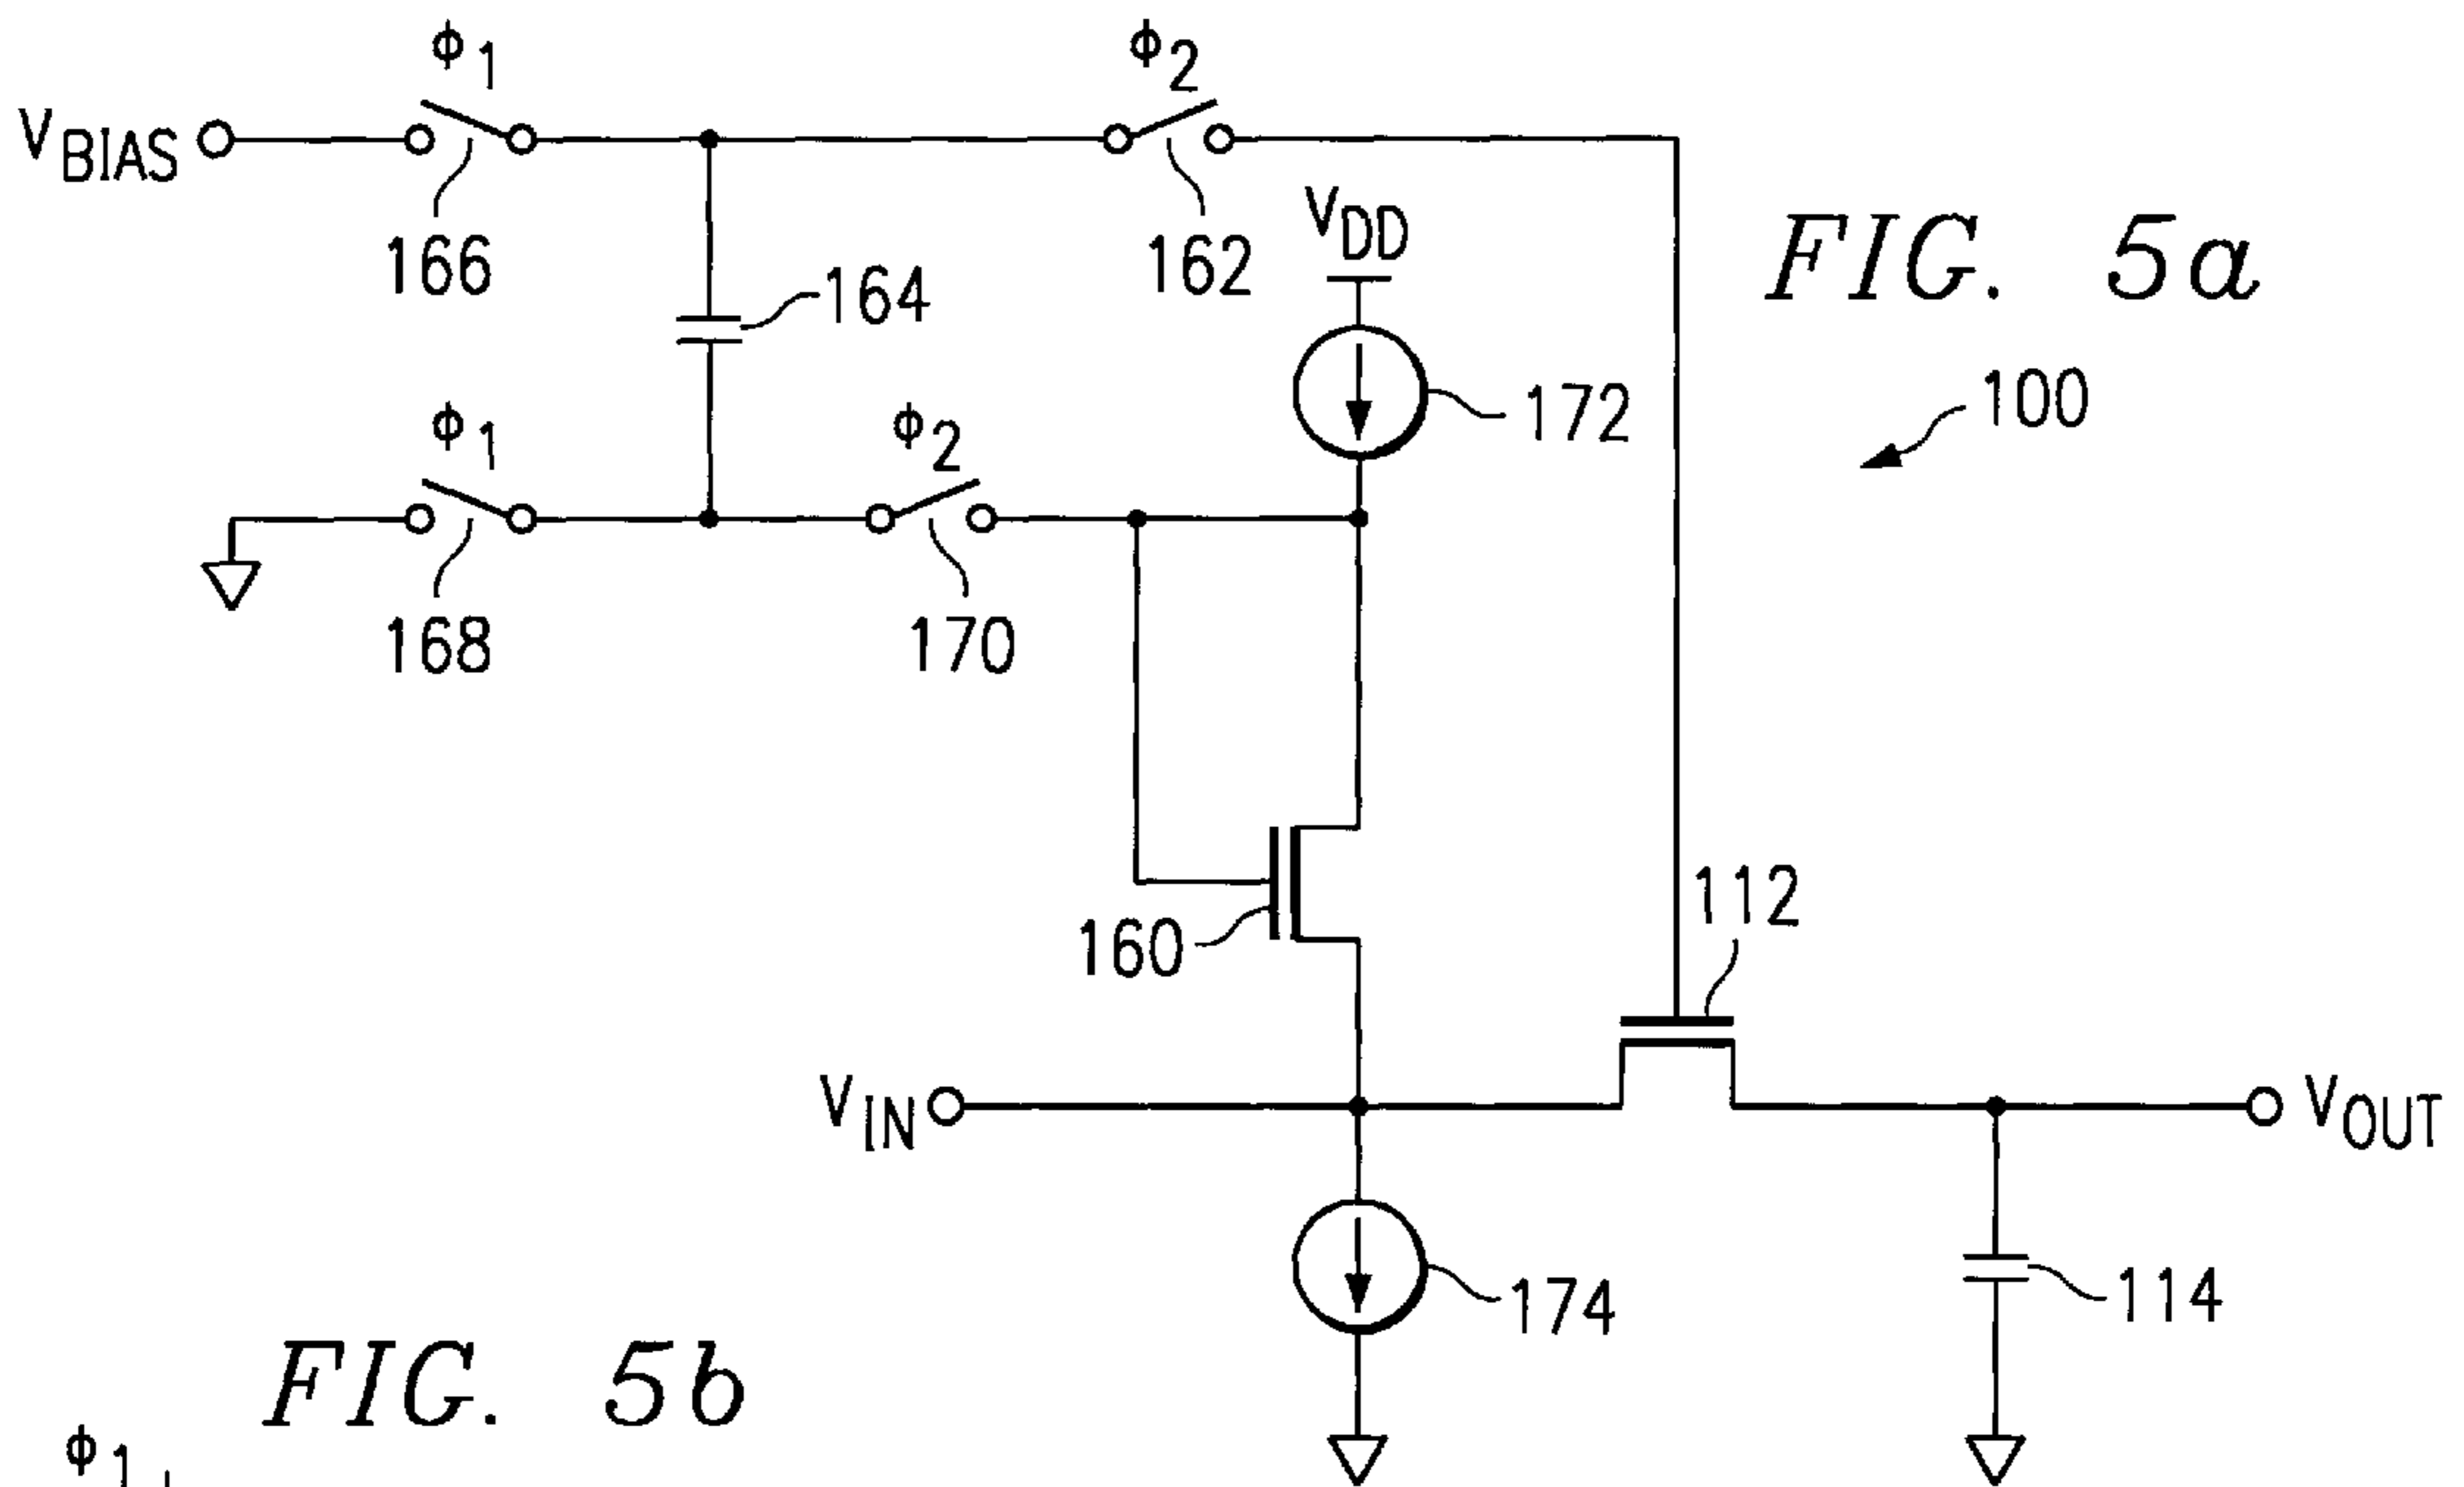 ϕ1
ϕ2
VBIAS
166
162
VDD
FIG. 5a
164
172
100
ϕ1
ϕ2
168
170
160
112
VIN
VOUT
174
114
FIG. 5b
ϕ1